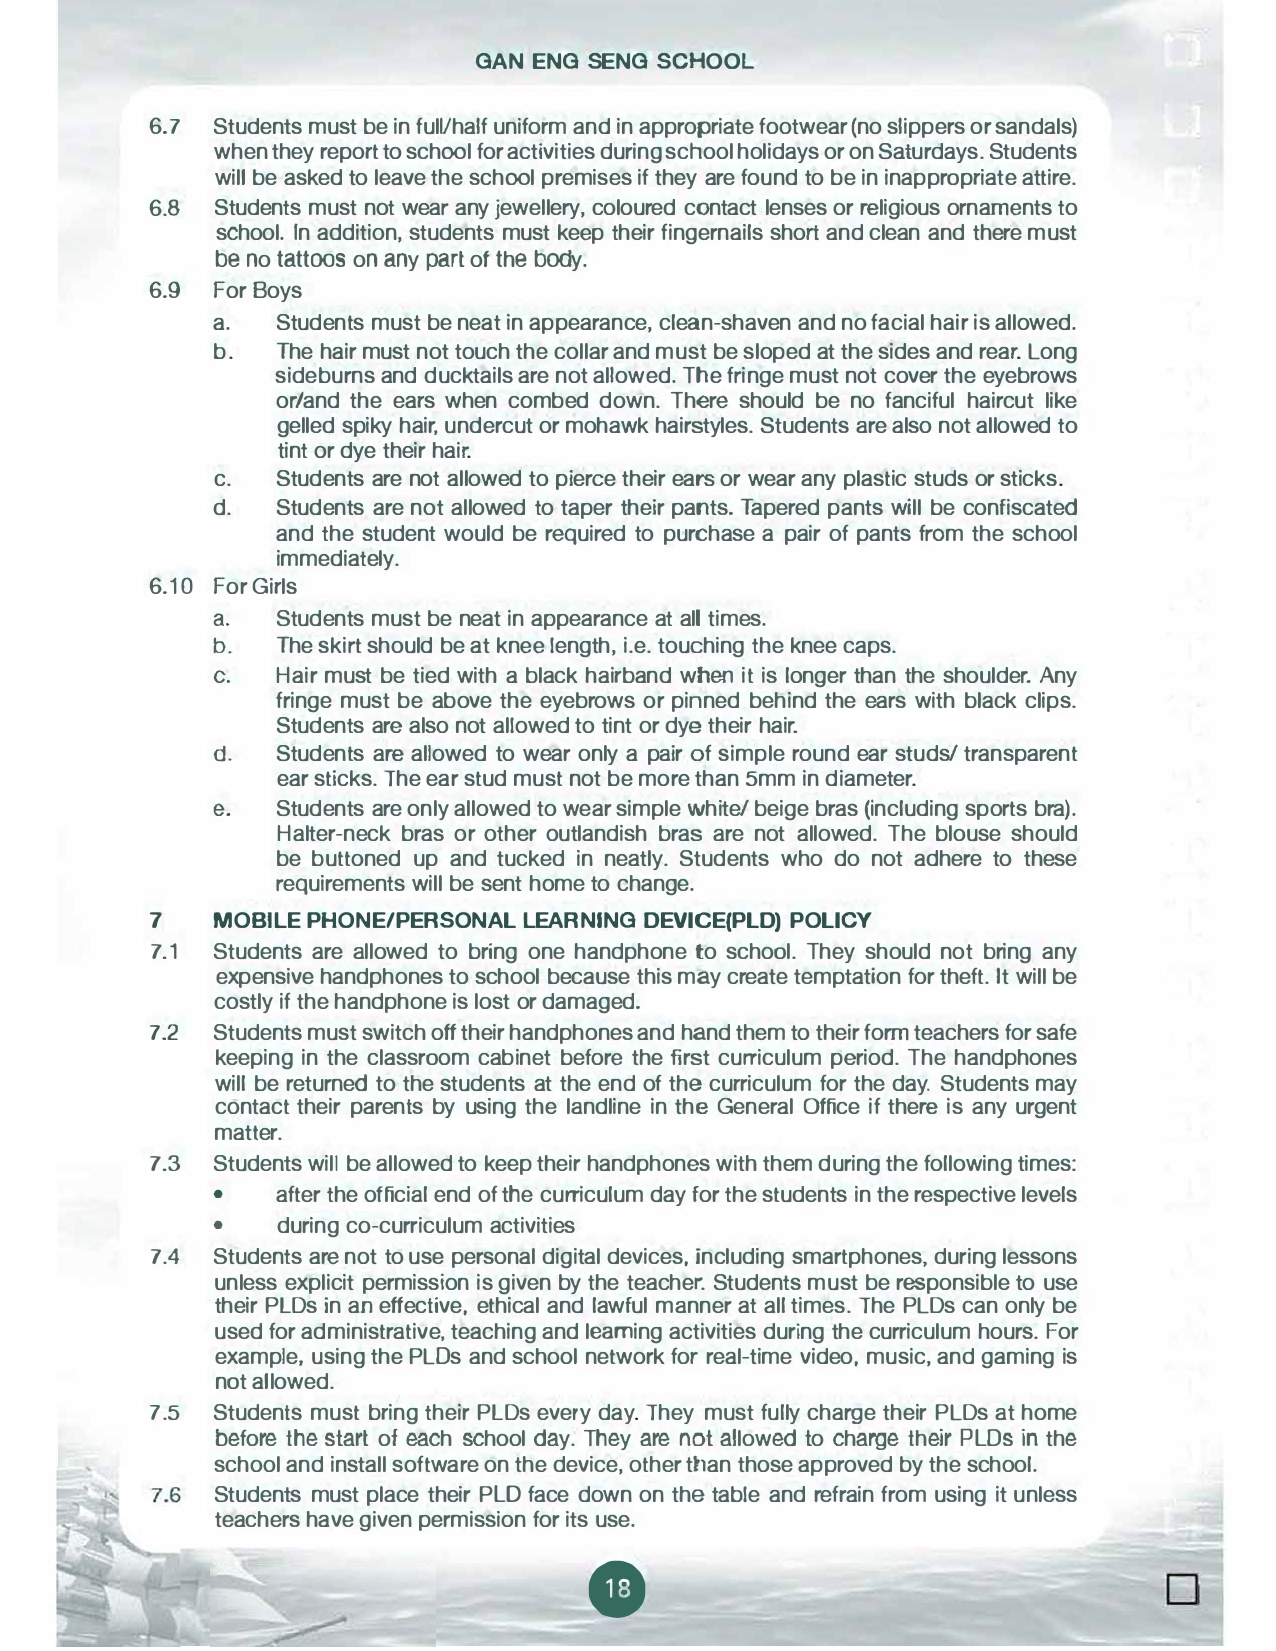 GAN ENG SENG SCHOOL
6.7 Students must be in full/half uniform and in appropriate footwear (no slippers or sandals)
when they report to school for activities during school holidays or on Saturdays. Students
will be asked to leave the school premises if they are found to be in inappropriate attire.
6.8 Students must not wear any jewellery, coloured contact lenses or religious ornaments to
school. In addition, students must keep their fingernails short and clean and there must
be no tattoos on any part of the body.
6.9 For Boys
a. Students must be neat in appearance, clean-shaven and no facial hair is allowed.
b. The hair must not touch the collar and must be sloped at the sides and rear. Long
sideburns and ducktails are not allowed. The fringe must not cover the eyebrows
or/and the ears when combed down. There should be no fanciful haircut like
gelled spiky hair, undercut or mohawk hairstyles. Students are also not allowed to
tint or dye their hair.
c. Students are not allowed to pierce their ears or wear any plastic studs or sticks.
d. Students are not allowed to taper their pants. Tapered pants will be confiscated
and the student would be required to purchase a pair of pants from the school
immediately.
6.10 For Girls
a. Students must be neat in appearance at all times.
b. The skirt should be at knee length, i.e. touching the knee caps.
c. Hair must be tied with a black hairband when it is longer than the shoulder. Any
fringe must be above the eyebrows or pinned behind the ears with black clips.
Students are also not allowed to tint or dye their hair.
d. Students are allowed to wear only a pair of simple round ear studs/ transparent
ear sticks. The ear stud must not be more than 5mm in diameter.
e. Students are only allowed to wear simple white/ beige bras (including sports bra).
Halter-neck bras or other outlandish bras are not allowed. The blouse should
be buttoned up and tucked in neatly. Students who do not adhere to these
requirements will be sent home to change.
7 MOBILE PHONE/PERSONAL LEARNING DEVICE(PLD) POLICY
7.1 Students are allowed to bring one handphone to school. They should not bring any
expensive handphones to school because this may create temptation for theft. It will be
costly if the handphone is lost or damaged.
7.2 Students must switch off their handphones and hand them to their form teachers for safe
keeping in the classroom cabinet before the first curriculum period. The handphones
will be returned to the students at the end of the curriculum for the day. Students may
contact their parents by using the landline in the General Office if there is any urgent
matter.
7.3 Students will be allowed to keep their handphones with them during the following times:
• after the official end of the curriculum day for the students in the respective levels
• during co-curriculum activities
7.4 Students are not to use personal digital devices, including smartphones, during lessons
unless explicit permission is given by the teacher. Students must be responsible to use
their PLDs in an effective, ethical and lawful manner at all times. The PLDs can only be
used for administrative, teaching and learning activities during the curriculum hours. For
example, using the PLDs and school network for real-time video, music, and gaming is
not allowed.
7.5 Students must bring their PLDs every day. They must fully charge their PLDs at home
before the start of each school day. They are not allowed to charge their PLDs in the
school and install software on the device, other than those approved by the school.
7.6 Students must place their PLD face down on the table and refrain from using it unless
teachers have given permission for its use.
18